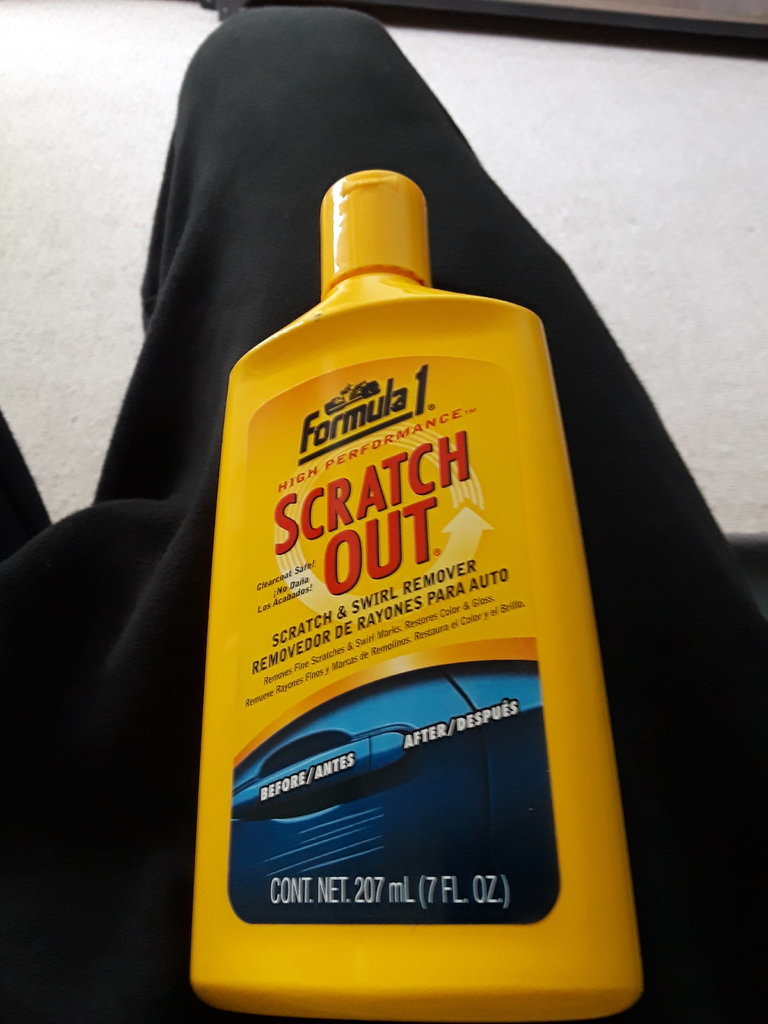 Formula 1®
HIGH PERFORMANCE™
SCRATCH
OUT®
Clearcoat Safe!
¡No Daña
Los Acabados!
SCRATCH & SWIRL REMOVER
REMOVEDOR DE RAYONES PARA AUTO
Removes Fine Scratches & Swirl Marks. Restores Color & Gloss.
Remueve Rayones Finos y Marcas de Remolinos. Restaura el Color y el Brillo.
BEFORE/ANTES
AFTER/DESPUÉS
CONT. NET. 207 mL (7 FL. OZ.)